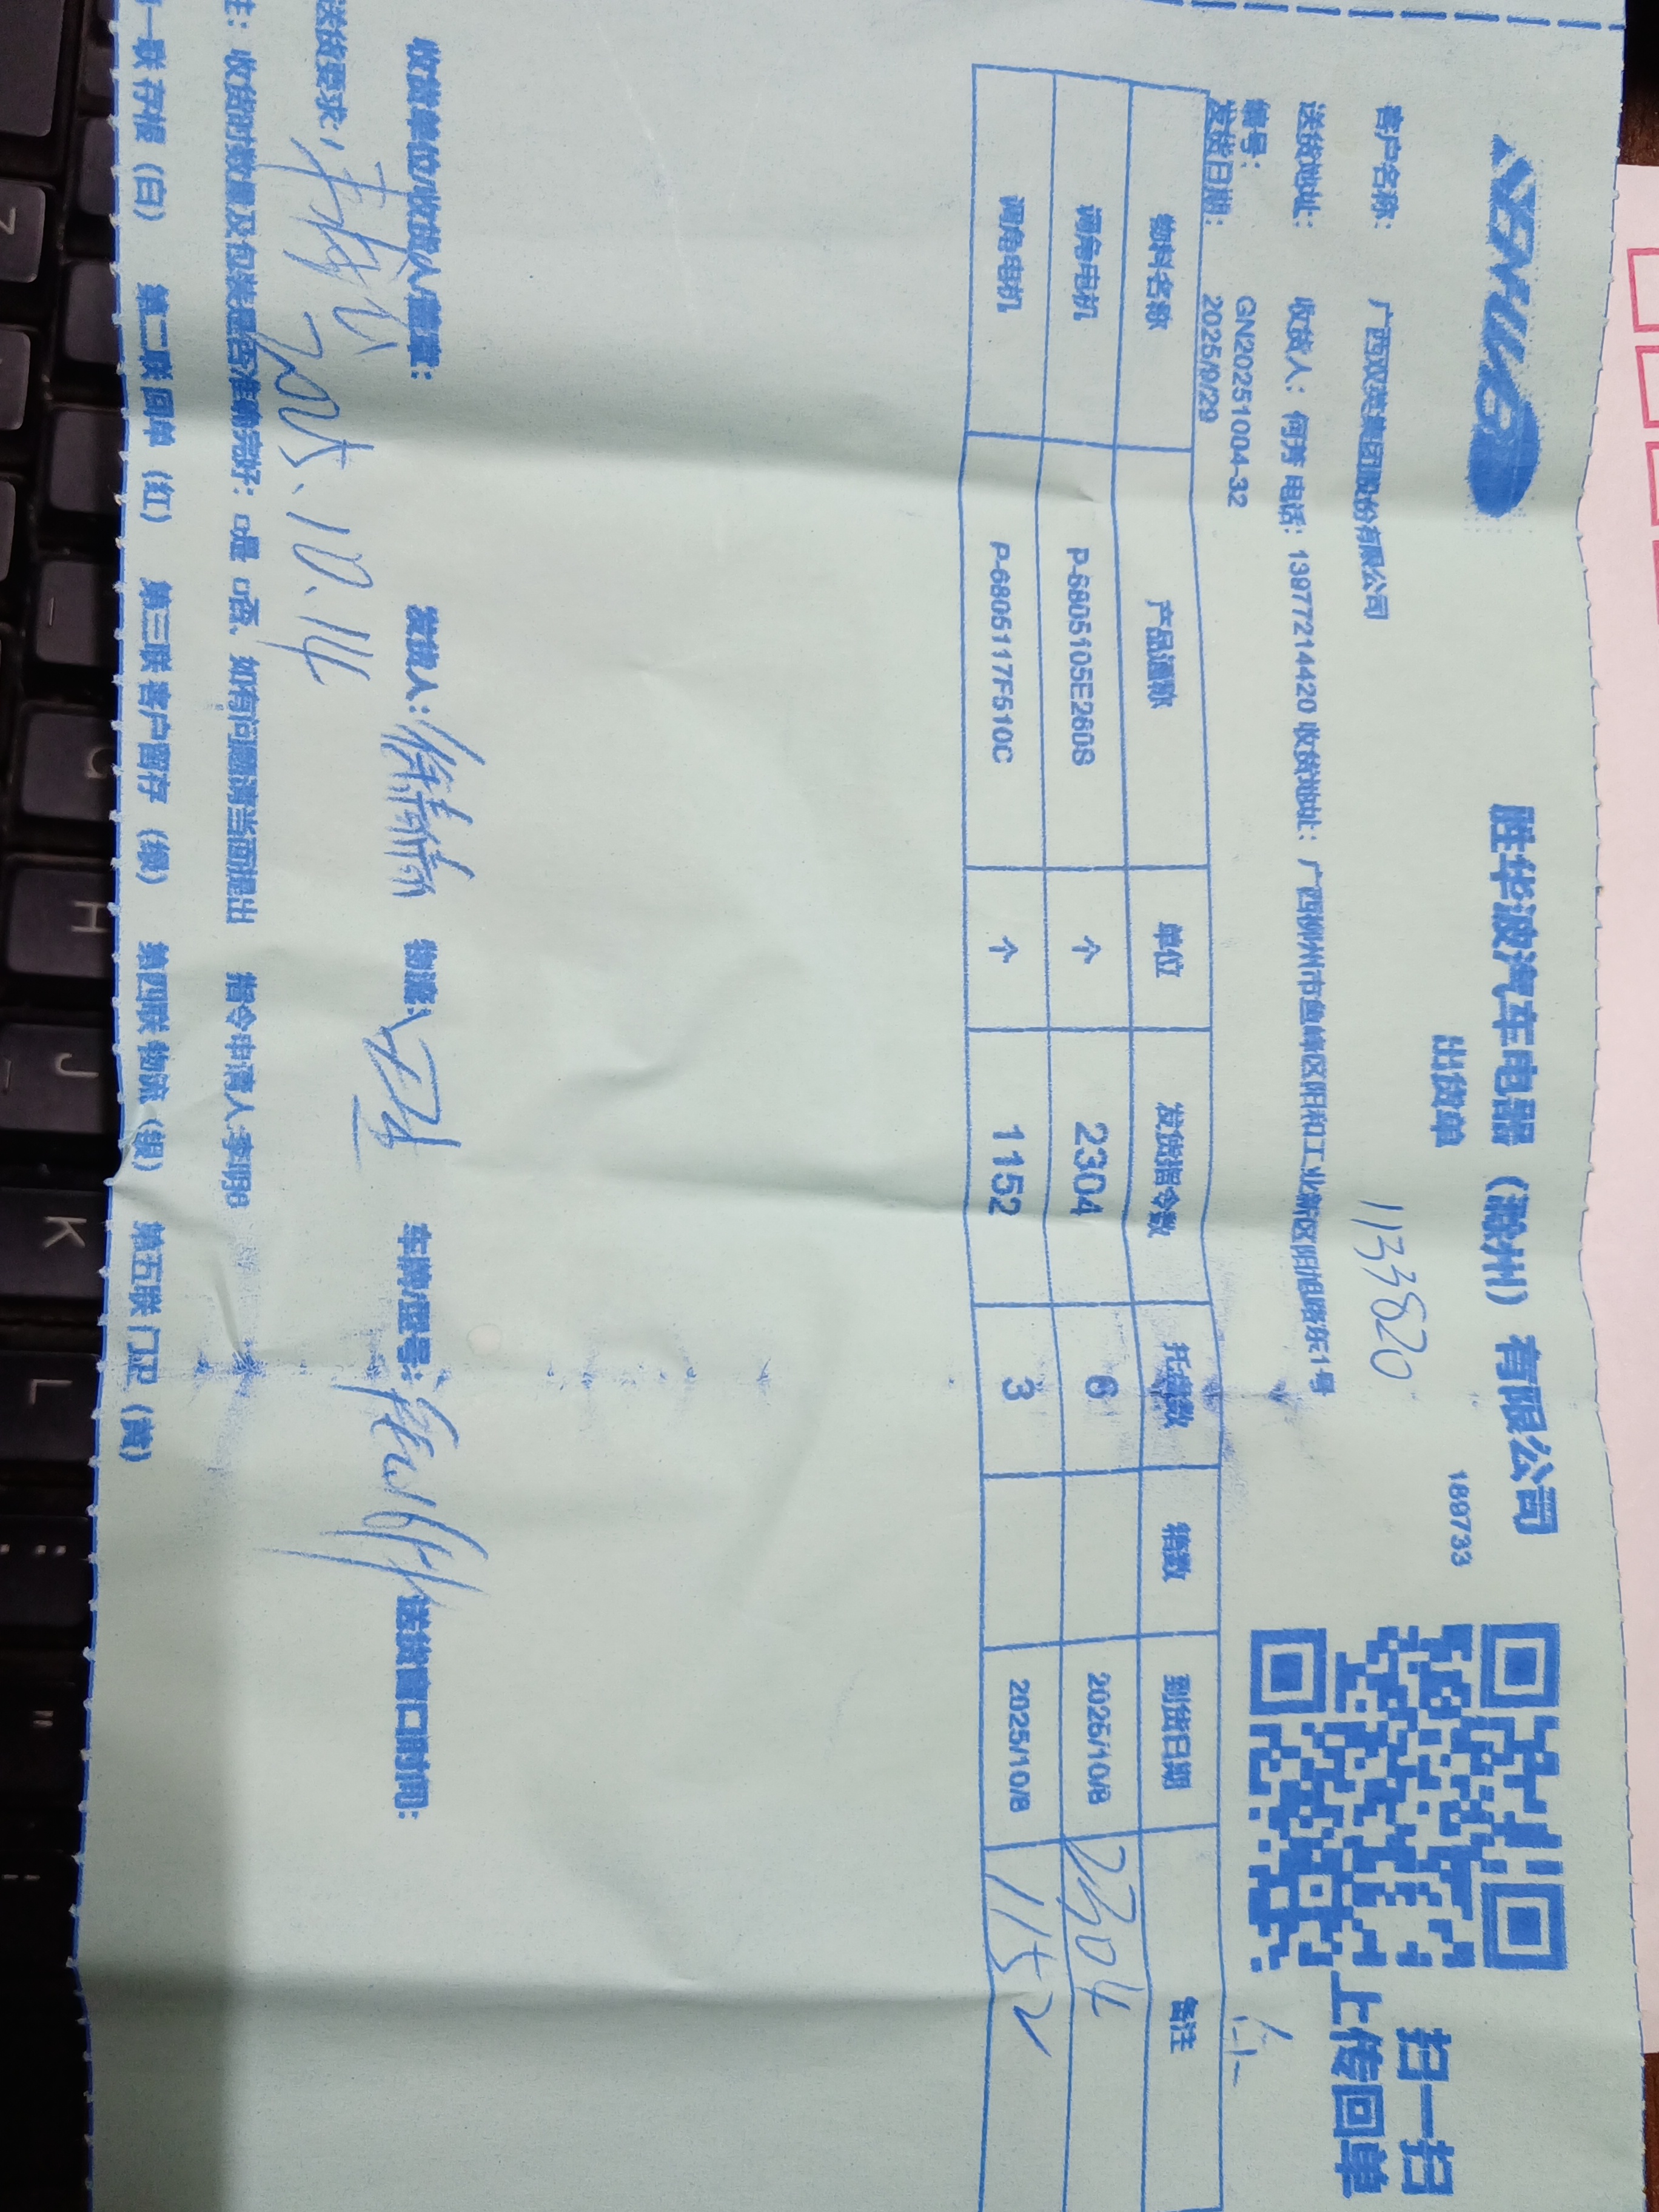 胜华波汽车电器（滁州）有限公司
出货单
188733
扫一扫
上传回单
1133820
客户名称： 广西双英集团股份有限公司
送货地址： 收货人： 何涛 电话：13977214420 收货地址：广西柳州市鱼峰区阳和工业新区阳旭路东1号
编号： GN20251004-32
发货日期： 2025/9/29
物料名称 产品通称 单位 发货指令数 托盘数 箱数 到货日期 备注
调角电机 P-6805105E260S 个 2304 6 2025/10/8 2304
调角电机 P-6805117F510C 个 1152 3 2025/10/8 1152
收货单位/收货人/签章： 发货人： 物流： 车牌/型号： 送货窗口时间：
送货要求：
2025.10.14
注： 收货时数量及包装是否准确完好：□是 □否、如有问题请当面提出 指令申请人:李明
第一联 存根（白） 第二联 回单（红） 第三联 客户留存（绿） 第四联 物流 第五联 门卫